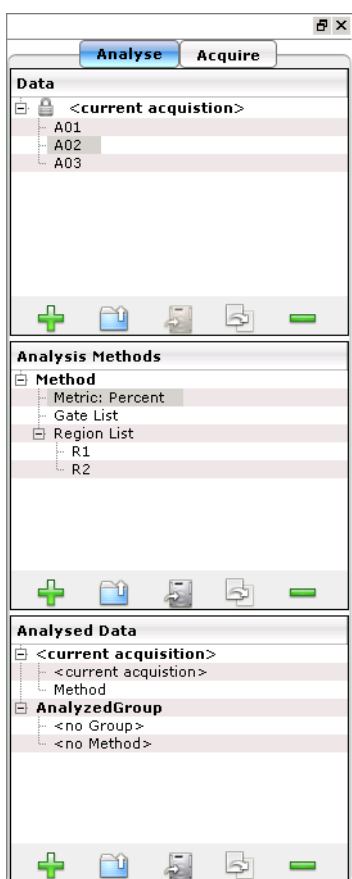 Analyse Acquire
Data
<current acquistion>
A01
A02
A03
Analysis Methods
Method
Metric: Percent
Gate List
Region List
R1
R2
Analysed Data
<current acquisition>
<current acquistion>
Method
AnalyzedGroup
<no Group>
<no Method>